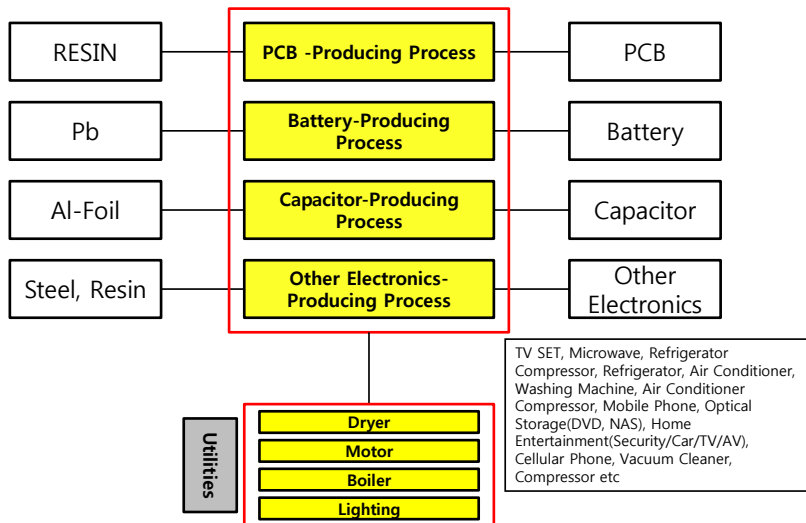 RESIN
PCB -Producing Process
PCB
Pb
Battery-Producing
Process
Battery
Al-Foil
Capacitor-Producing
Process
Capacitor
Steel, Resin
Other Electronics-
Producing Process
Other
Electronics
TV SET, Microwave, Refrigerator
Compressor, Refrigerator, Air Conditioner,
Washing Machine, Air Conditioner
Compressor, Mobile Phone, Optical
Storage(DVD, NAS), Home
Entertainment(Security/Car/TV/AV),
Cellular Phone, Vacuum Cleaner,
Compressor etc
Utilities
Dryer
Motor
Boiler
Lighting